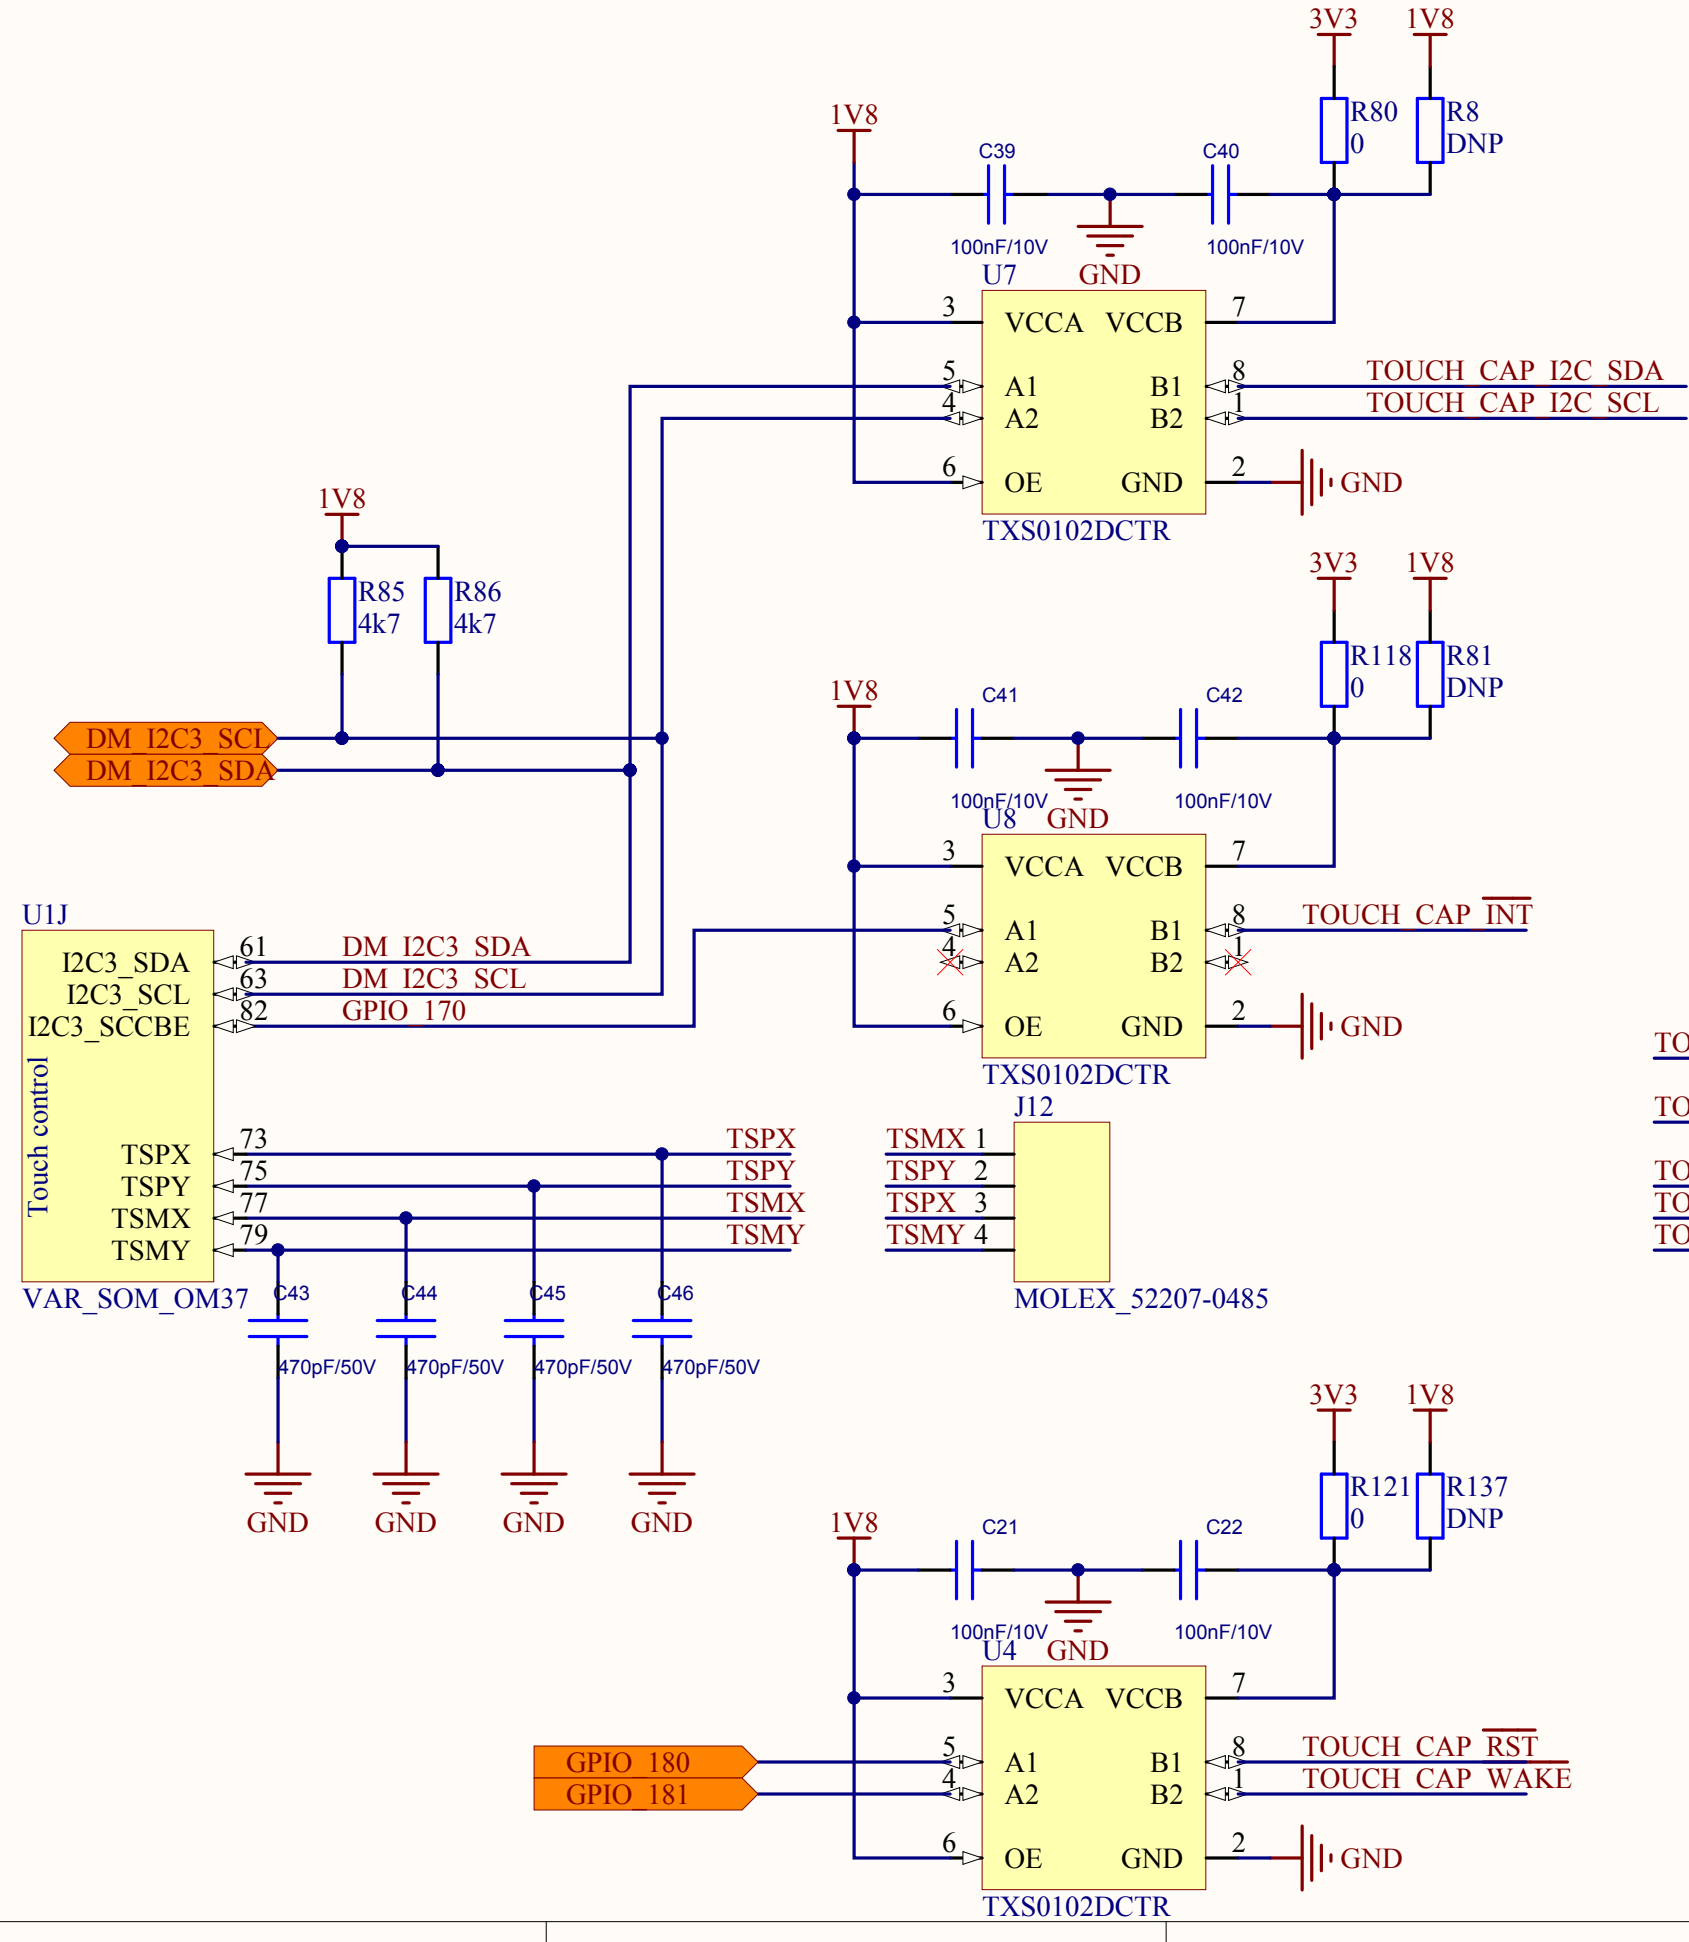 3V3 1V8
R80 R8
0 DNP
1V8
C39 C40
100nF/10V 100nF/10V
U7 GND
3 VCCA VCCB 7
5 A1 B1 8 TOUCH_CAP_I2C_SDA
4 A2 B2 1 TOUCH_CAP_I2C_SCL
6 OE GND 2 GND
TXS0102DCTR
1V8
R85 R86
4k7 4k7
DM_I2C3_SCL
DM_I2C3_SDA
3V3 1V8
R118 R81
0 DNP
1V8
C41 C42
100nF/10V 100nF/10V
U8 GND
3 VCCA VCCB 7
5 A1 B1 8 TOUCH_CAP_INT
4 A2 B2 1
6 OE GND 2 GND
TXS0102DCTR
U1J
I2C3_SDA 61 DM_I2C3_SDA
I2C3_SCL 63 DM_I2C3_SCL
I2C3_SCCBE 82 GPIO_170
Touch control
TSPX 73 TSPX
TSPY 75 TSPY
TSMX 77 TSMX
TSMY 79 TSMY
VAR_SOM_OM37
C43 C44 C45 C46
470pF/50V 470pF/50V 470pF/50V 470pF/50V
GND GND GND GND
J12
TSMX 1
TSPY 2
TSPX 3
TSMY 4
MOLEX_52207-0485
TO
TO
TO
TO
TO
3V3 1V8
R121 R137
0 DNP
1V8
C21 C22
100nF/10V 100nF/10V
U4 GND
3 VCCA VCCB 7
GPIO_180 5 A1 B1 8 TOUCH_CAP_RST
GPIO_181 4 A2 B2 1 TOUCH_CAP_WAKE
6 OE GND 2 GND
TXS0102DCTR